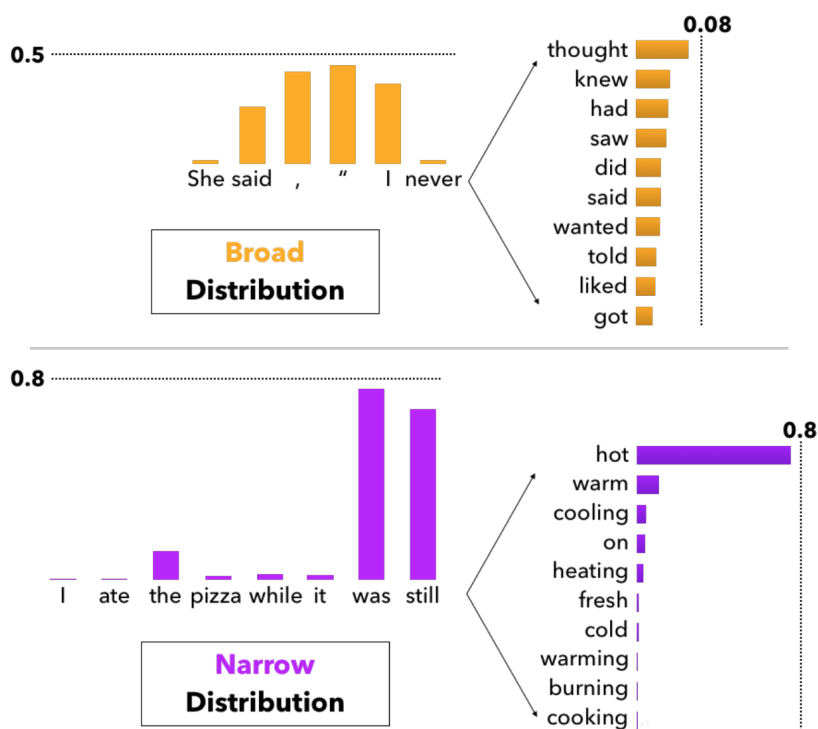 0.5
She said , “ I never
Broad
Distribution
0.08
thought
knew
had
saw
did
said
wanted
told
liked
got
0.8
I ate the pizza while it was still
Narrow
Distribution
0.8
hot
warm
cooling
on
heating
fresh
cold
warming
burning
cooking